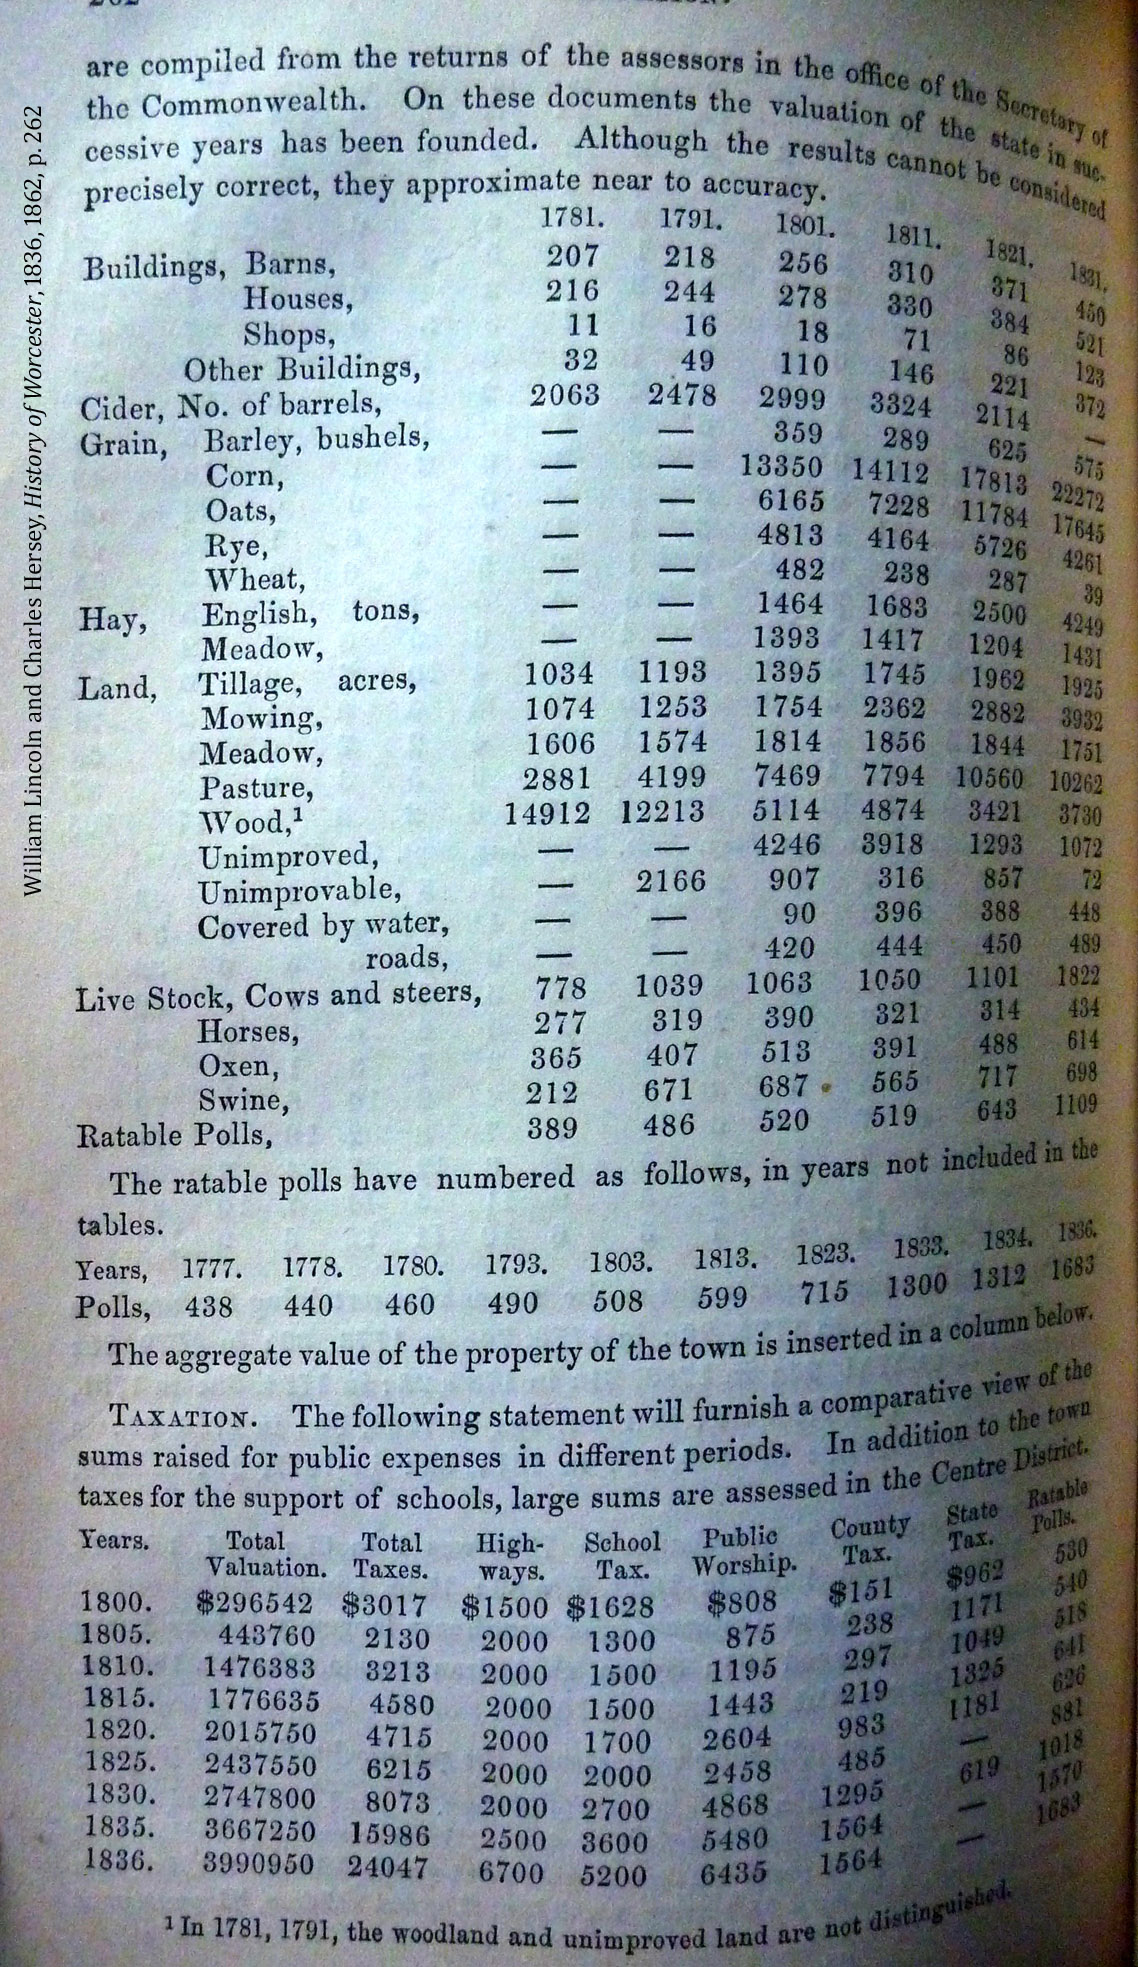 William Lincoln and Charles Hersey, History of Worcester, 1836, 1862, p. 262
are compiled from the returns of the assessors in the office of the Secretary of
the Commonwealth. On these documents the valuation of the state in suc-
cessive years has been founded. Although the results cannot be considered
precisely correct, they approximate near to accuracy.
1781. 1791. 1801. 1811. 1821. 1831.
Buildings, Barns, 207 218 256 310 371 450
Houses, 216 244 278 330 384 521
Shops, 11 16 18 71 86 123
Other Buildings, 32 49 110 146 221 372
Cider, No. of barrels, 2063 2478 2999 3324 2114 —
Grain, Barley, bushels, — — 359 289 625 575
Corn, — — 13350 14112 17813 22272
Oats, — — 6165 7228 11784 17645
Rye, — — 4813 4164 5726 4261
Wheat, — — 482 238 287 39
Hay, English, tons, — — 1464 1683 2500 4249
Meadow, — — 1393 1417 1204 1431
Land, Tillage, acres, 1034 1193 1395 1745 1962 1925
Mowing, 1074 1253 1754 2362 2882 3932
Meadow, 1606 1574 1814 1856 1844 1751
Pasture, 2881 4199 7469 7794 10560 10262
Wood,¹ 14912 12213 5114 4874 3421 3730
Unimproved, — — 4246 3918 1293 1072
Unimprovable, — 2166 907 316 857 72
Covered by water, — — 90 396 388 448
roads, — — 420 444 450 489
Live Stock, Cows and steers, 778 1039 1063 1050 1101 1822
Horses, 277 319 390 321 314 434
Oxen, 365 407 513 391 488 614
Swine, 212 671 687 565 717 698
Ratable Polls, 389 486 520 519 643 1109
The ratable polls have numbered as follows, in years not included in the
tables.
Years, 1777. 1778. 1780. 1793. 1803. 1813. 1823. 1833. 1834. 1836.
Polls, 438 440 460 490 508 599 715 1300 1312 1683
The aggregate value of the property of the town is inserted in a column below.
TAXATION. The following statement will furnish a comparative view of the
sums raised for public expenses in different periods. In addition to the town
taxes for the support of schools, large sums are assessed in the Centre District.
Years. Total High- School Public County State Ratable
Valuation. Taxes. ways. Tax. Worship. Tax. Tax. Polls.
1800. $296542 $3017 $1500 $1628 $808 $151 $962 530
1805. 443760 2130 2000 1300 875 238 1171 540
1810. 1476383 3213 2000 1500 1195 297 1049 518
1815. 1776635 4580 2000 1500 1443 219 1325 641
1820. 2015750 4715 2000 1700 2604 983 1181 626
1825. 2437550 6215 2000 2000 2458 485 — 881
1830. 2747800 8073 2000 2700 4868 1295 619 1018
1835. 3667250 15986 2500 3600 5480 1564 — 1570
1836. 3990950 24047 6700 5200 6435 1564 — 1683
¹ In 1781, 1791, the woodland and unimproved land are not distinguished.